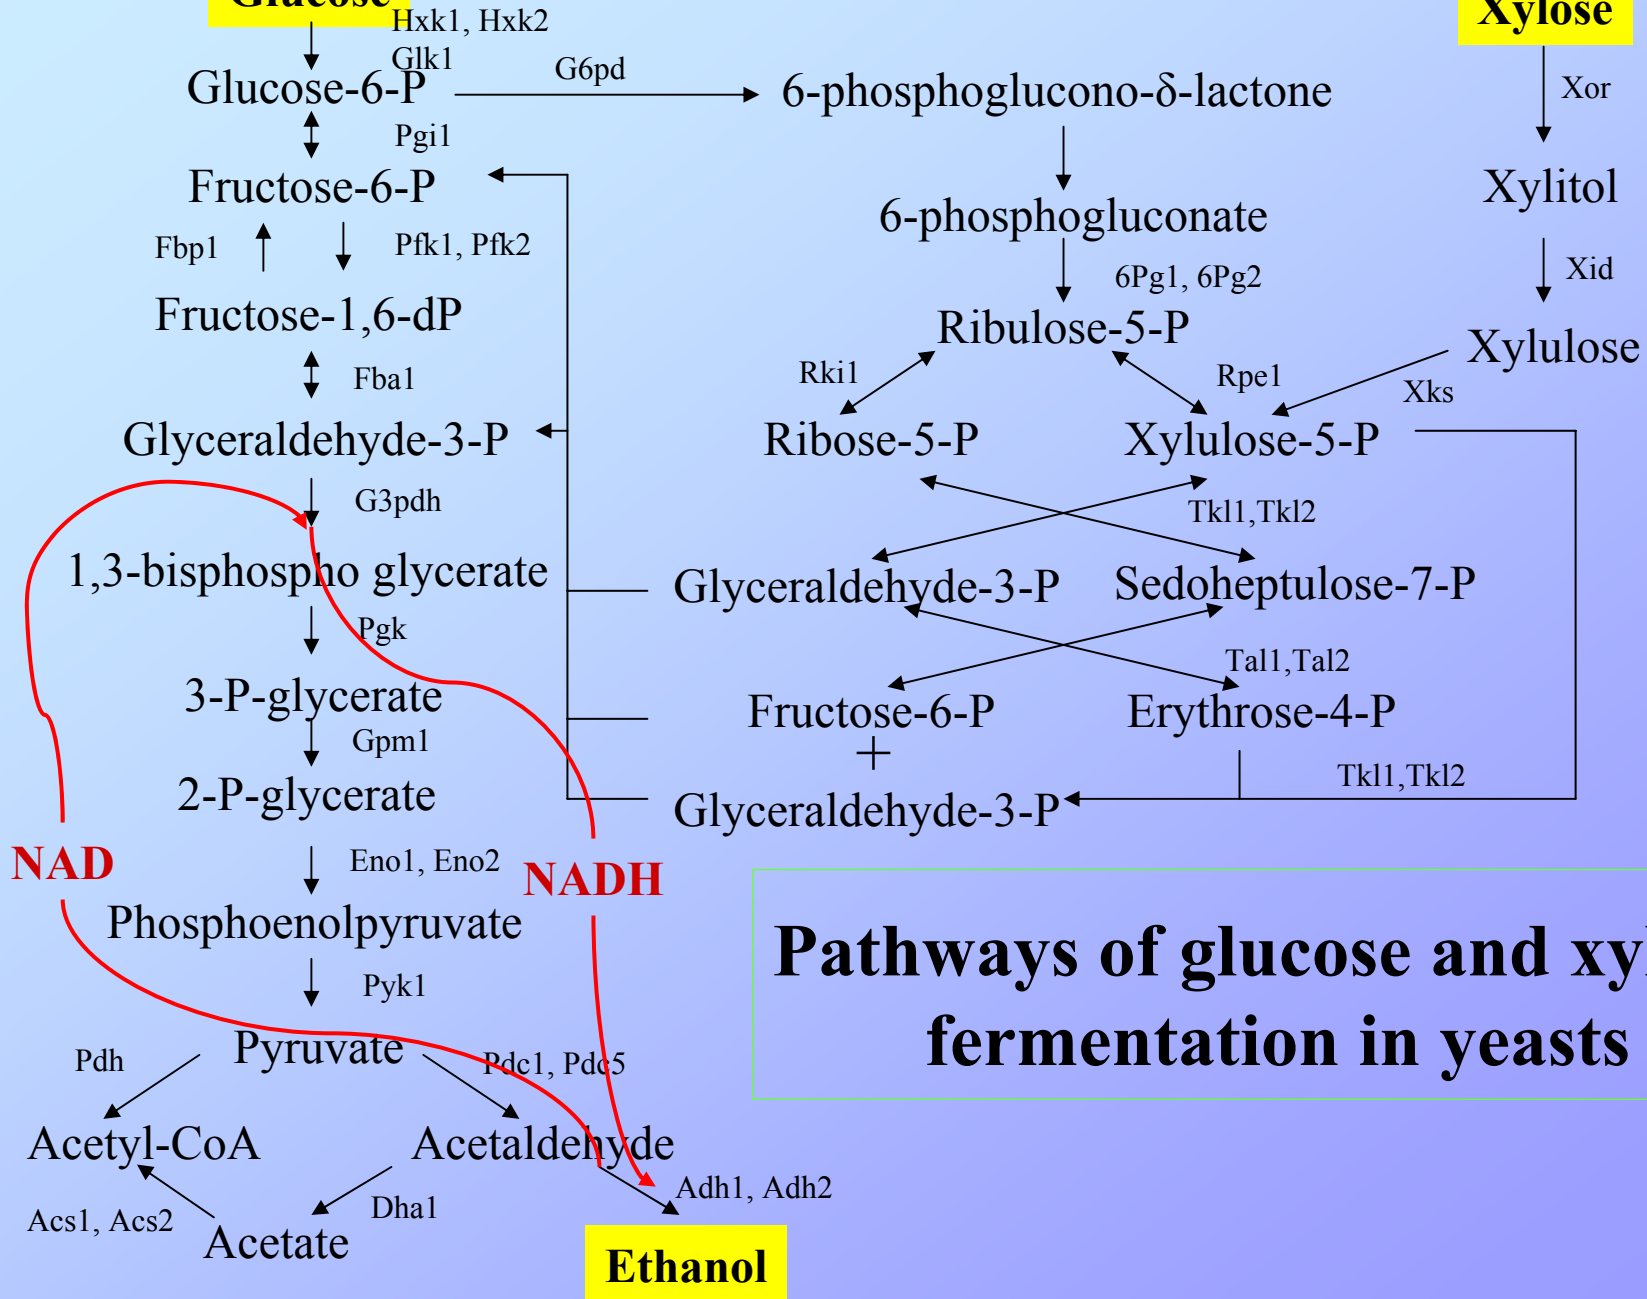 Glucose
Hxk1, Hxk2
Glk1
Glucose-6-P
G6pd
6-phosphoglucono-δ-lactone
Xylose
Xor
Pgi1
Fructose-6-P
6-phosphogluconate
Xylitol
Fbp1
Pfk1, Pfk2
6Pg1, 6Pg2
Xid
Fructose-1,6-dP
Ribulose-5-P
Xylulose
Fba1
Rki1
Rpe1
Xks
Glyceraldehyde-3-P
Ribose-5-P
Xylulose-5-P
G3pdh
Tkl1,Tkl2
1,3-bisphospho glycerate
Glyceraldehyde-3-P
Sedoheptulose-7-P
Pgk
Tal1,Tal2
3-P-glycerate
Fructose-6-P
Erythrose-4-P
Gpm1
+
Tkl1,Tkl2
2-P-glycerate
Glyceraldehyde-3-P
NAD
Eno1, Eno2
NADH
Phosphoenolpyruvate
Pyk1
Pathways of glucose and xyl
fermentation in yeasts
Pyruvate
Pdh
Pdc1, Pdc5
Acetyl-CoA
Acetaldehyde
Adh1, Adh2
Acs1, Acs2
Dha1
Acetate
Ethanol